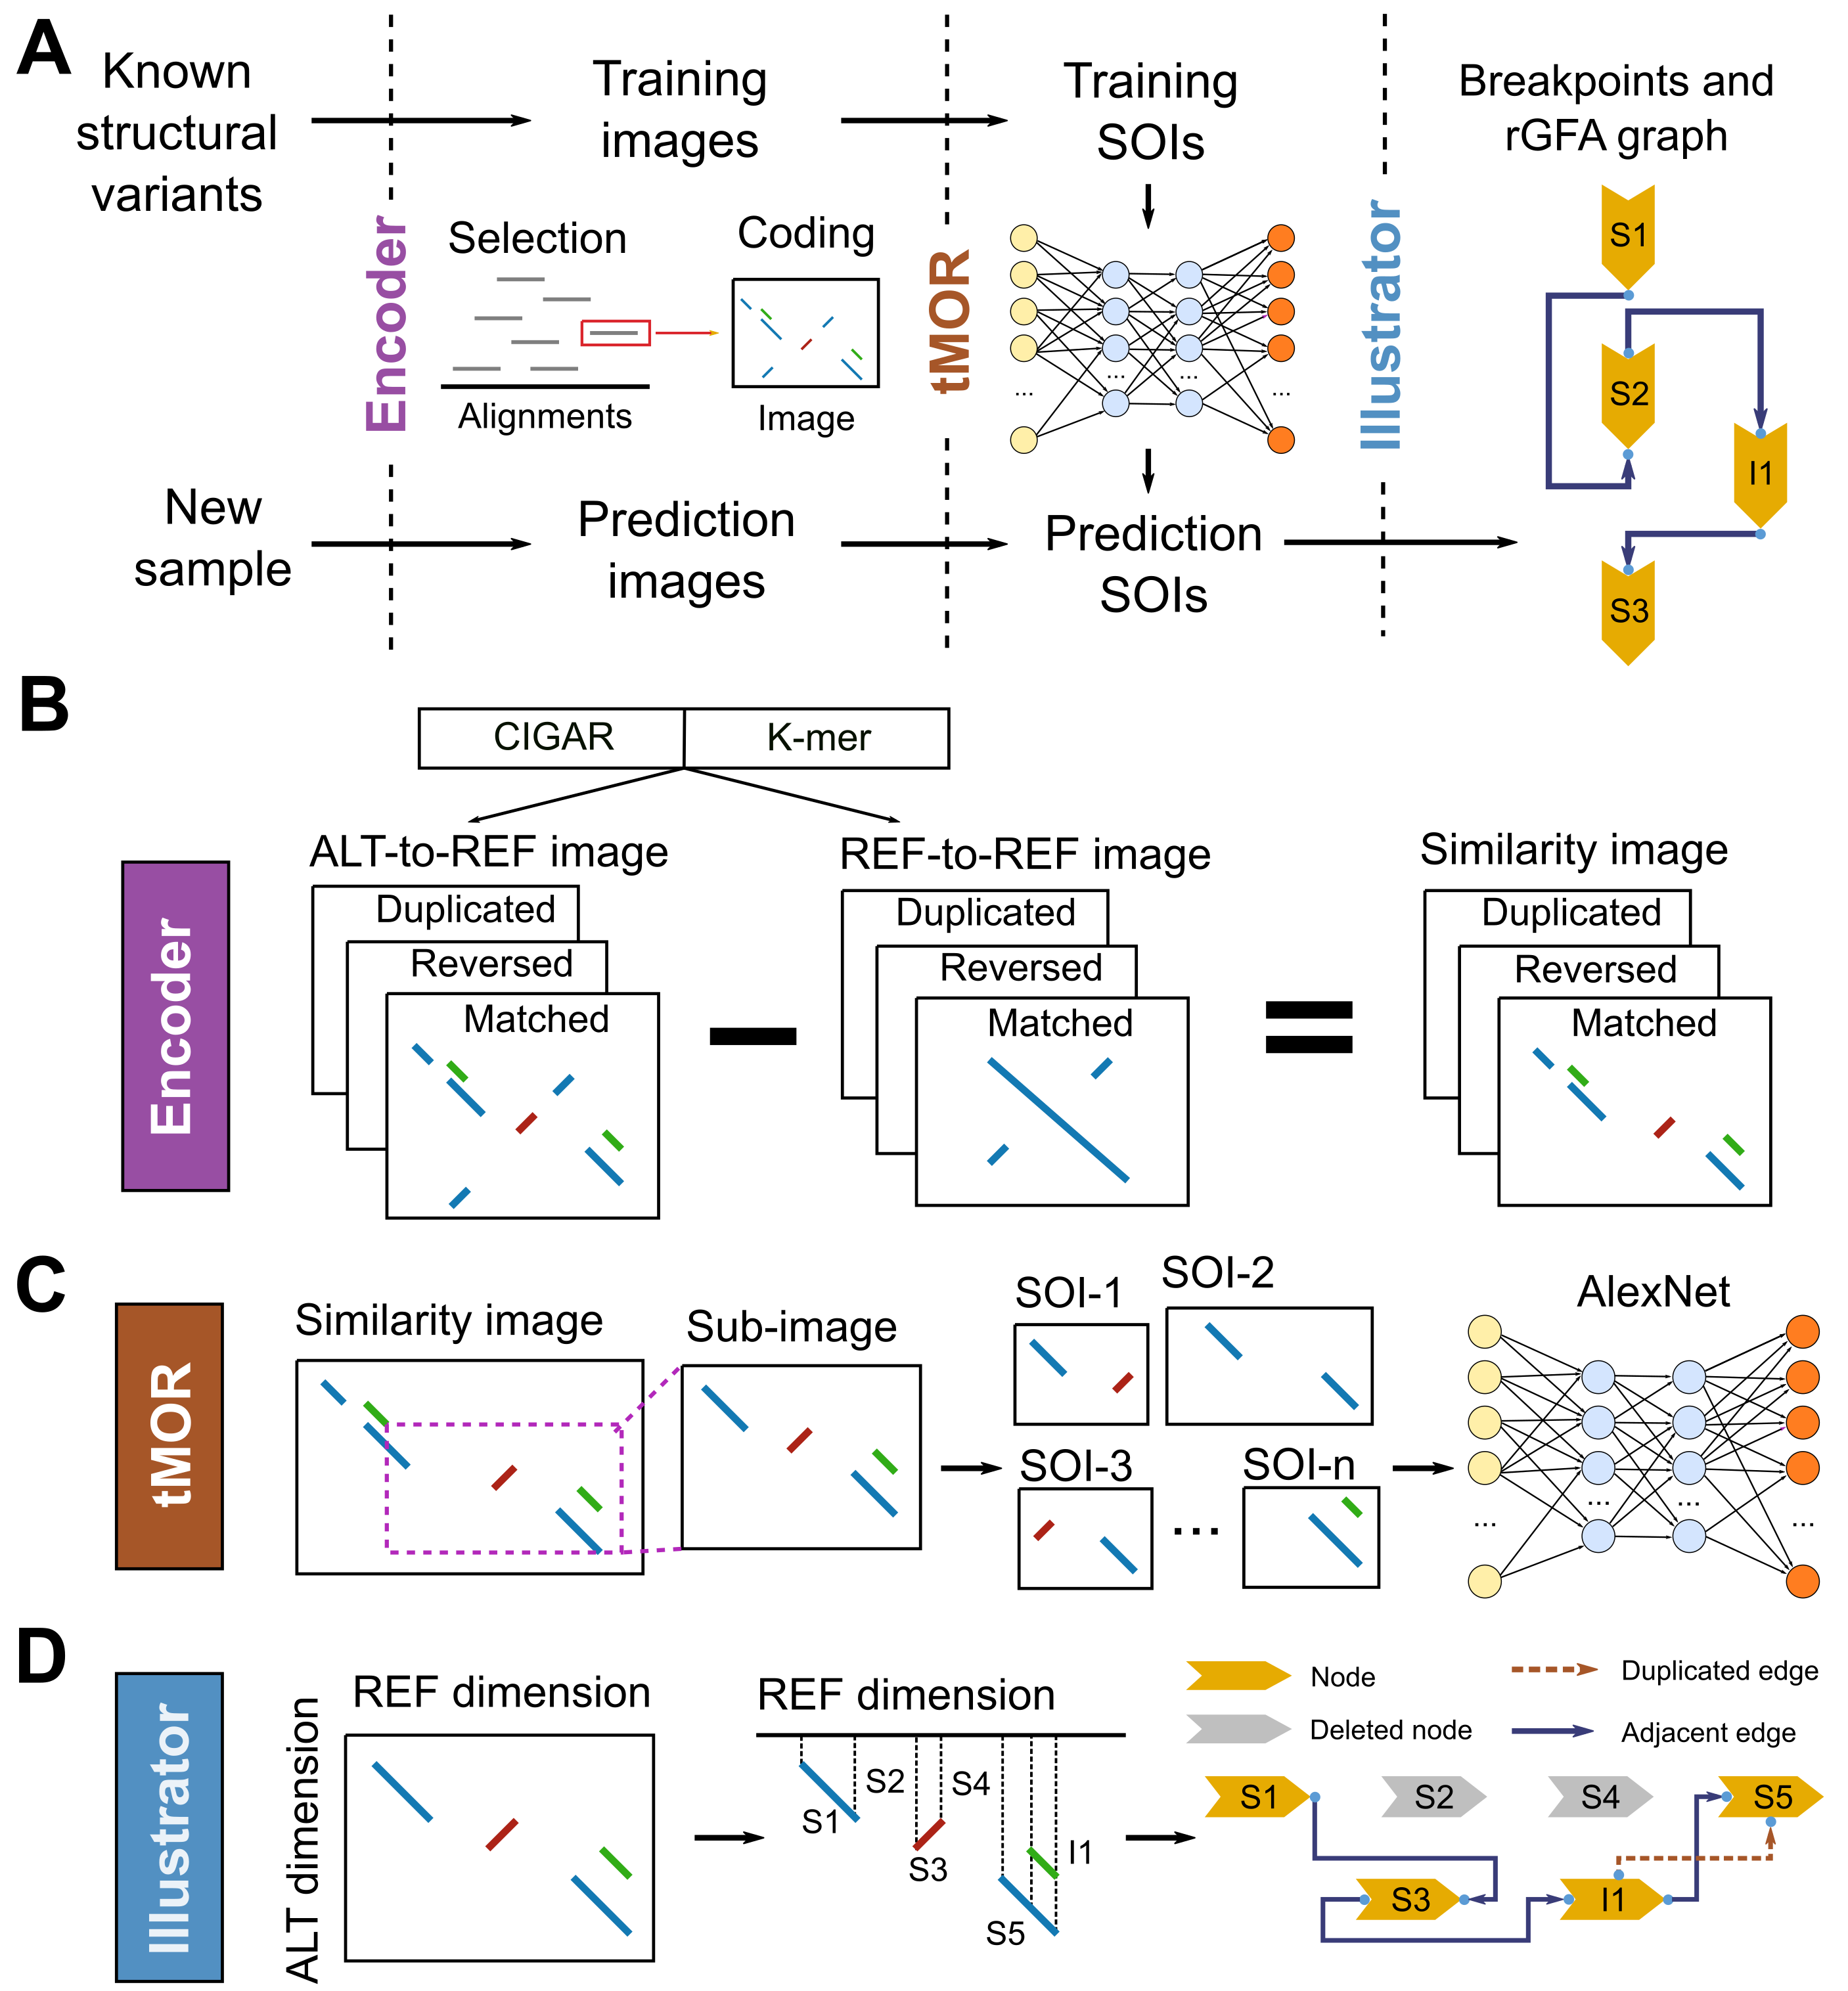 A
Known
structural
variants
Training
images
Training
SOIs
Breakpoints and
rGFA graph
Encoder
Selection
Coding
Alignments
Image
tMOR
...
...
...
...
Illustrator
S1
S2
I1
S3
New
sample
Prediction
images
Prediction
SOIs
B
CIGAR
K-mer
Encoder
ALT-to-REF image
Duplicated
Reversed
Matched
REF-to-REF image
Duplicated
Reversed
Matched
Similarity image
Duplicated
Reversed
Matched
C
tMOR
Similarity image
Sub-image
SOI-1
SOI-2
SOI-3
...
SOI-n
AlexNet
...
...
...
...
D
Illustrator
ALT dimension
REF dimension
REF dimension
S1
S2
S3
S4
S5
I1
Node
Duplicated edge
Deleted node
Adjacent edge
S1
S2
S4
S5
S3
I1